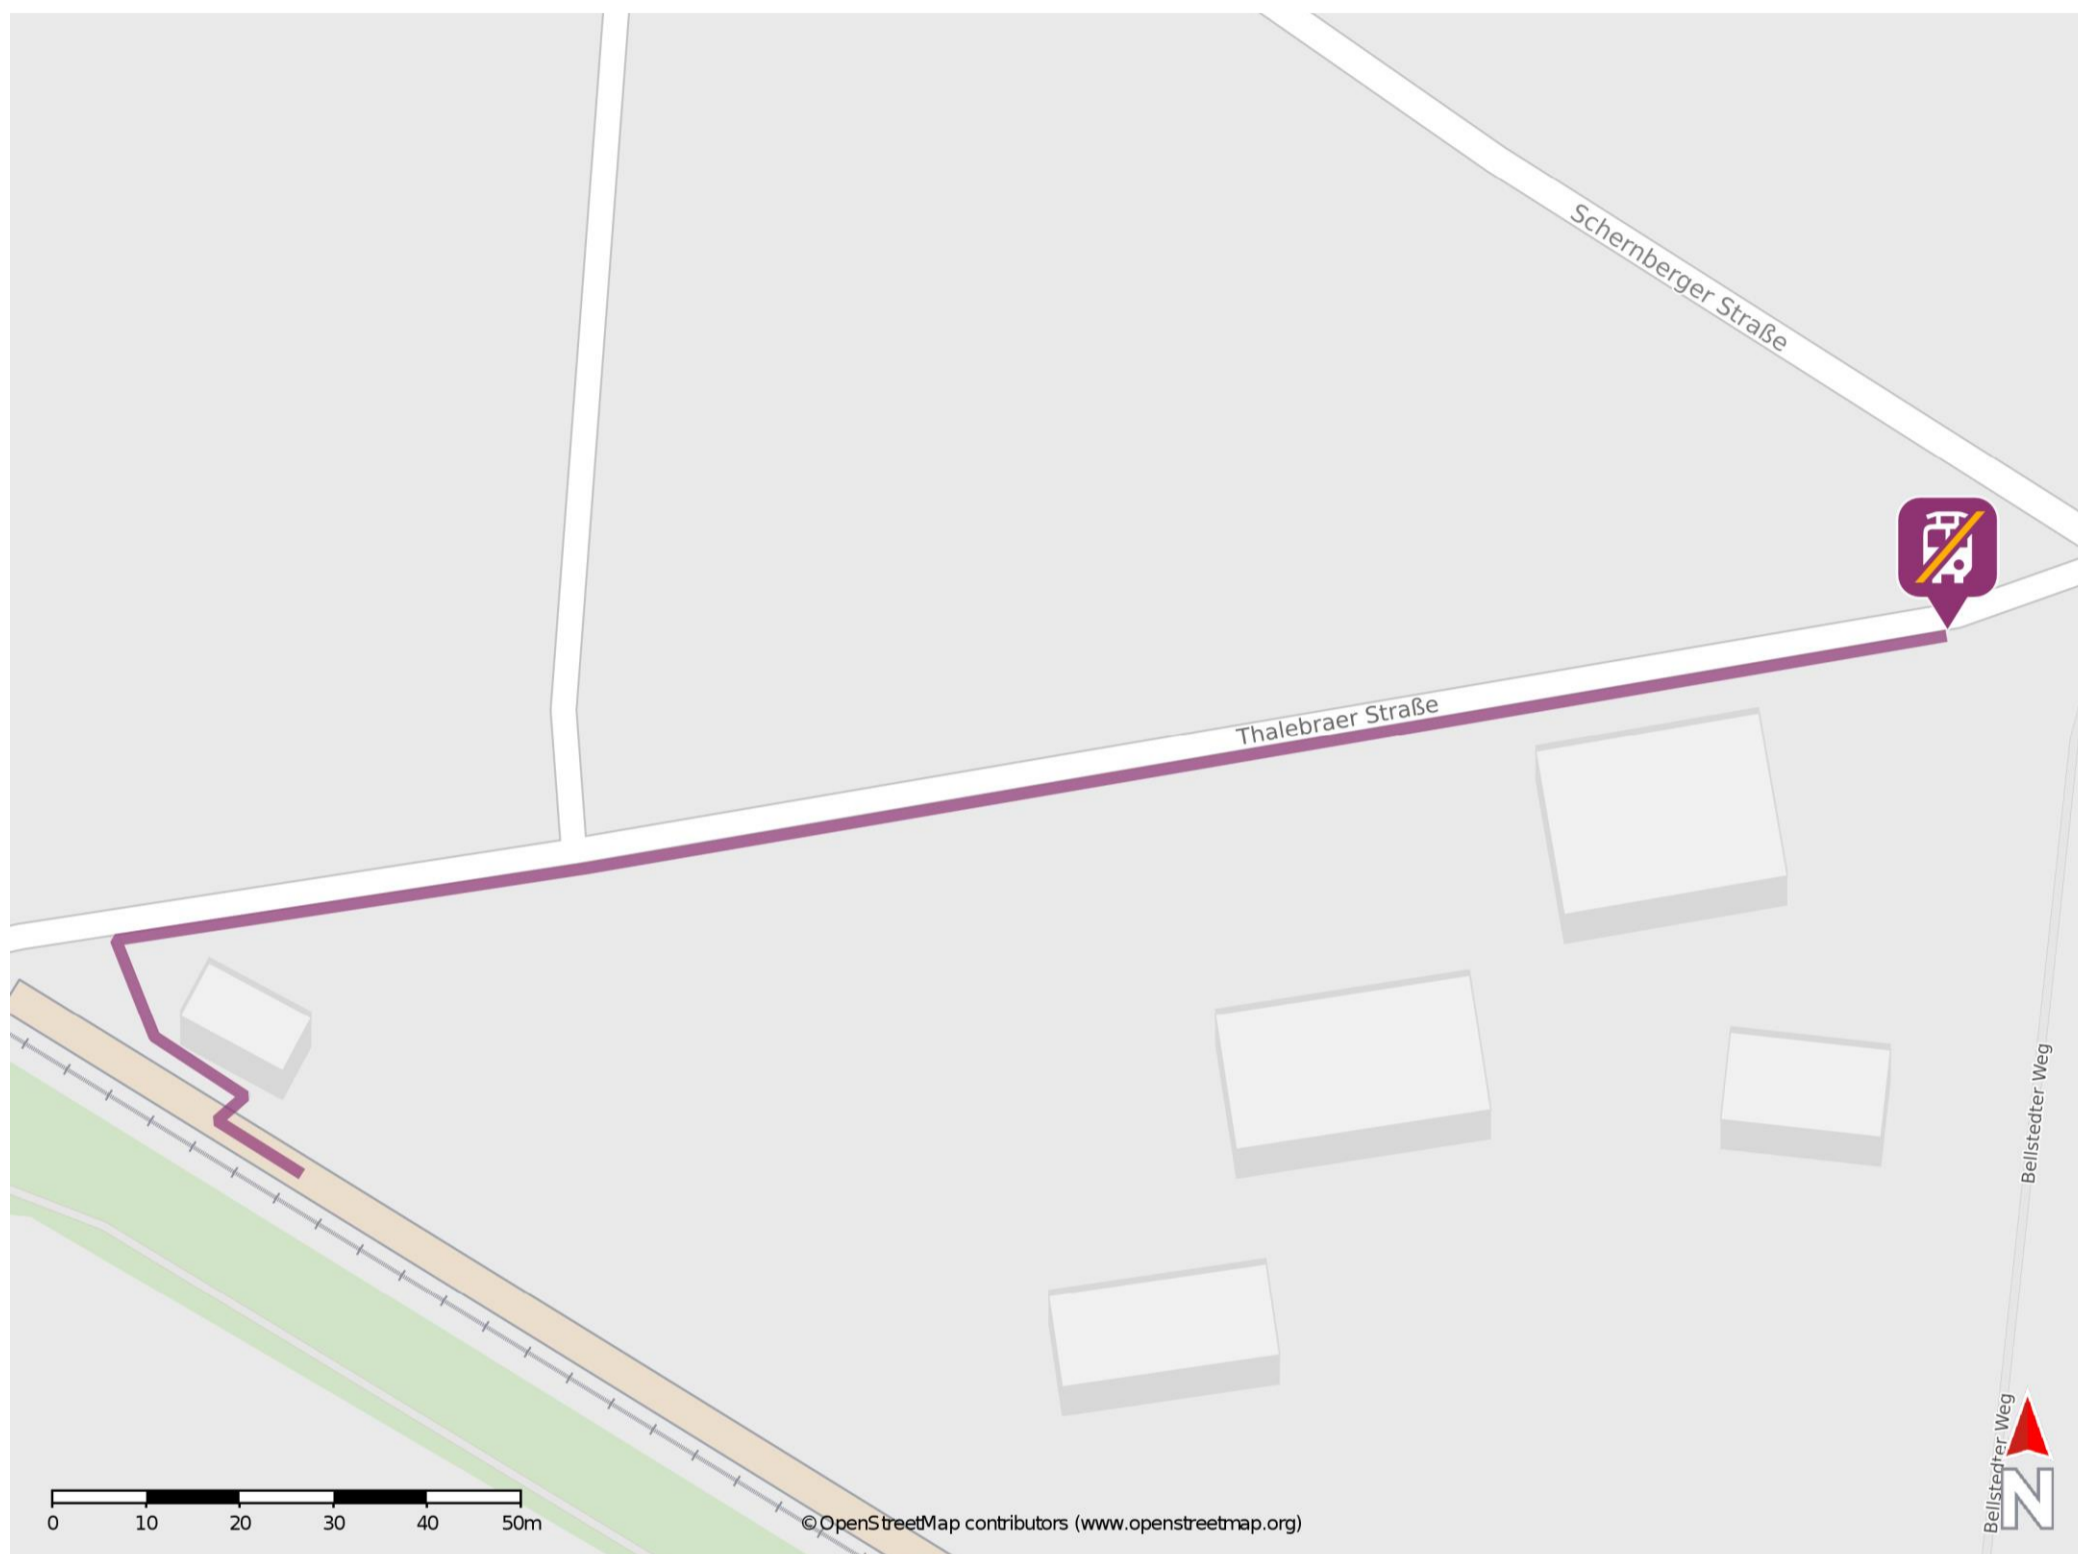 Schernberger Straße
Thalebraer Straße
Bellstedter Weg
Bellstedter Weg
N
0 10 20 30 40 50m
©OpenStreetMap contributors (www.openstreetmap.org)